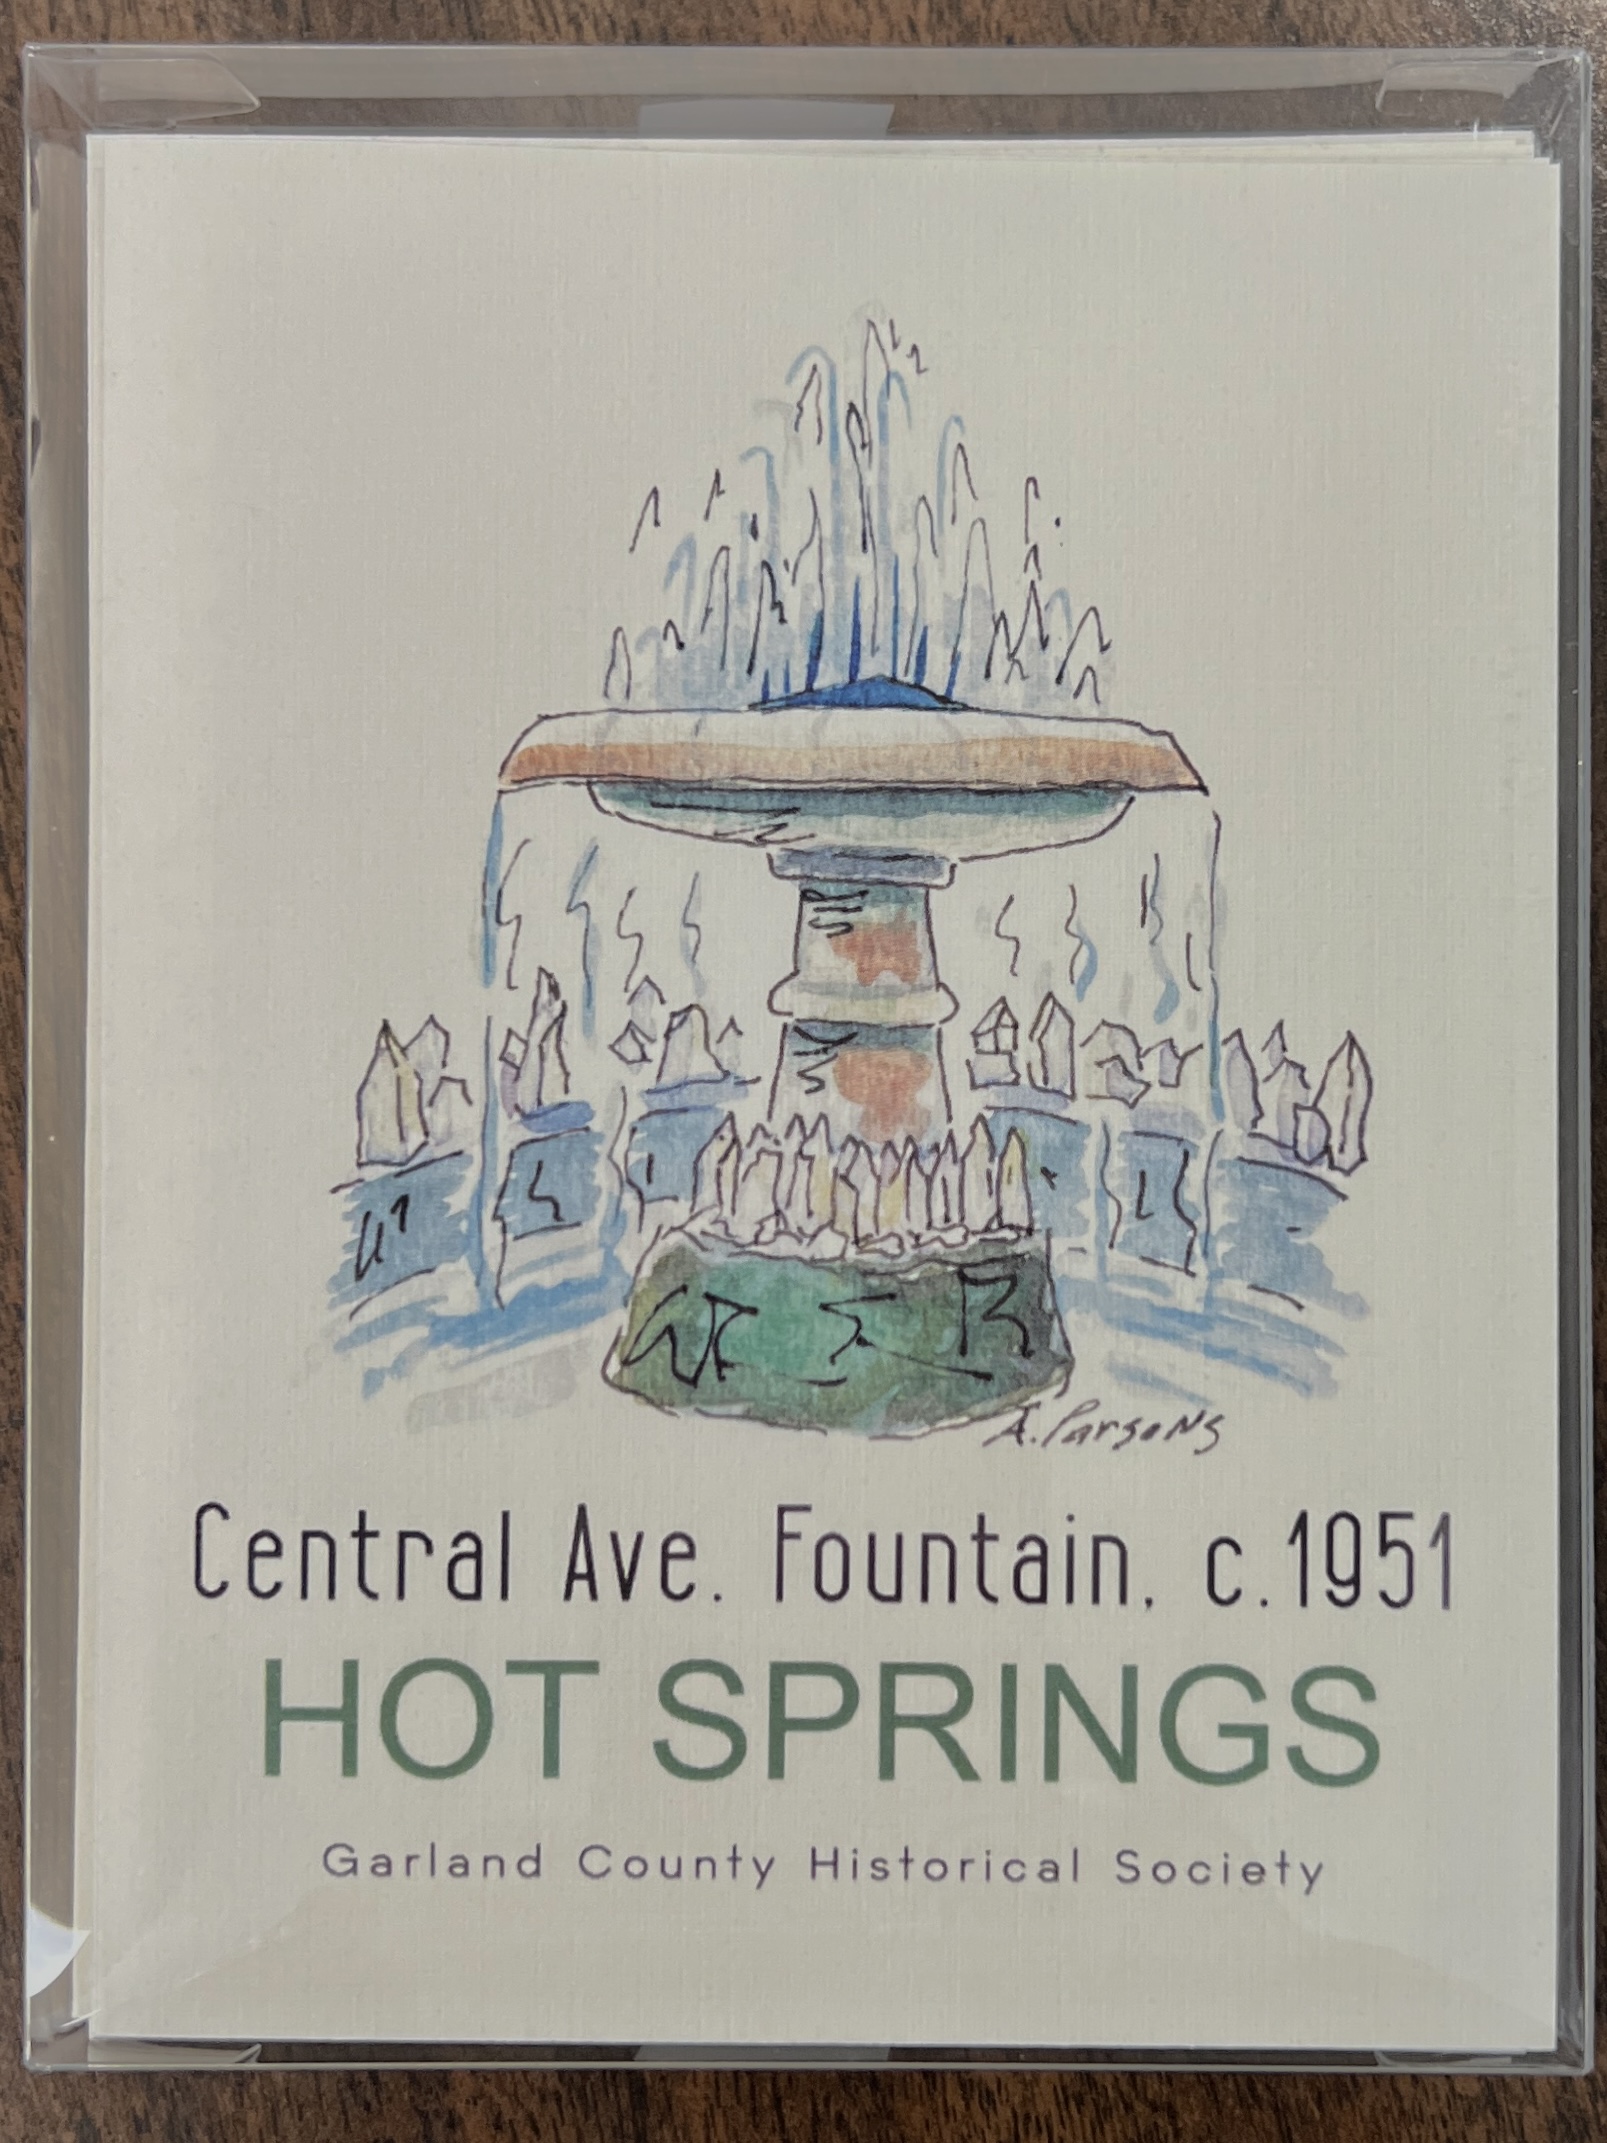 A. Parsons
Central Ave. Fountain, c.1951
HOT SPRINGS
Garland County Historical Society